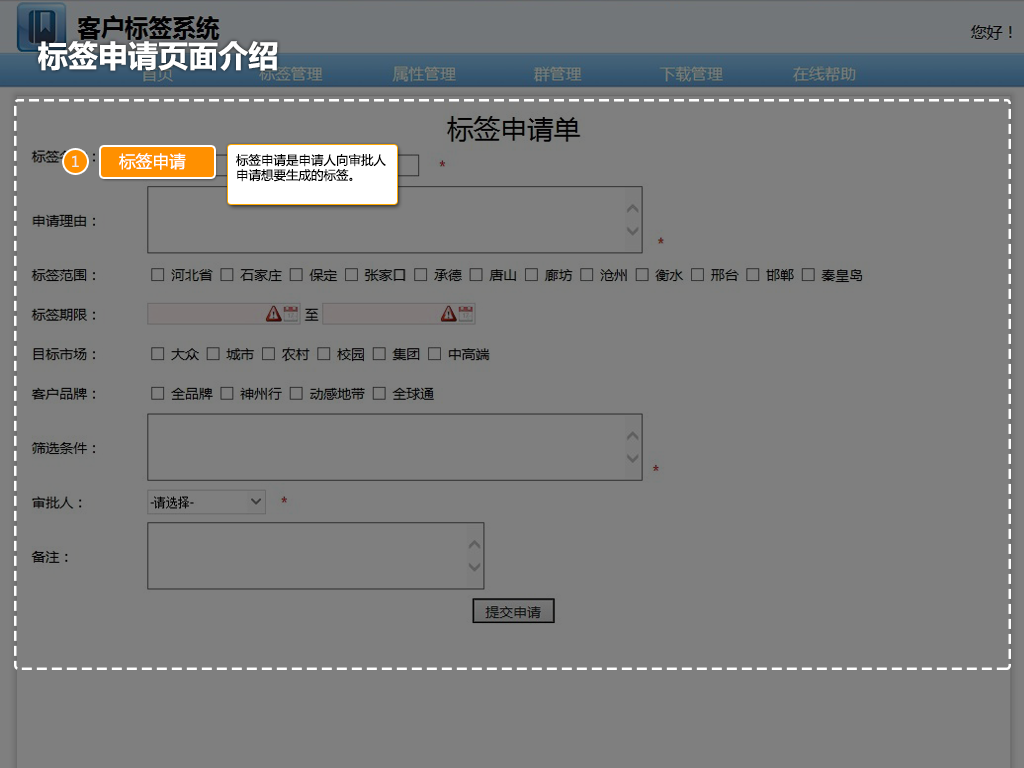 客户标签系统
您好！
标签申请页面介绍
首页 标签管理 属性管理 群管理 下载管理 在线帮助
标签申请单
标签 ： *
1 标签申请
标签申请是申请人向审批人
申请想要生成的标签。
申请理由： *
标签范围： 河北省 石家庄 保定 张家口 承德 唐山 廊坊 沧州 衡水 邢台 邯郸 秦皇岛
标签期限： 至
目标市场： 大众 城市 农村 校园 集团 中高端
客户品牌： 全品牌 神州行 动感地带 全球通
筛选条件： *
审批人： -请选择- *
备注：
提交申请